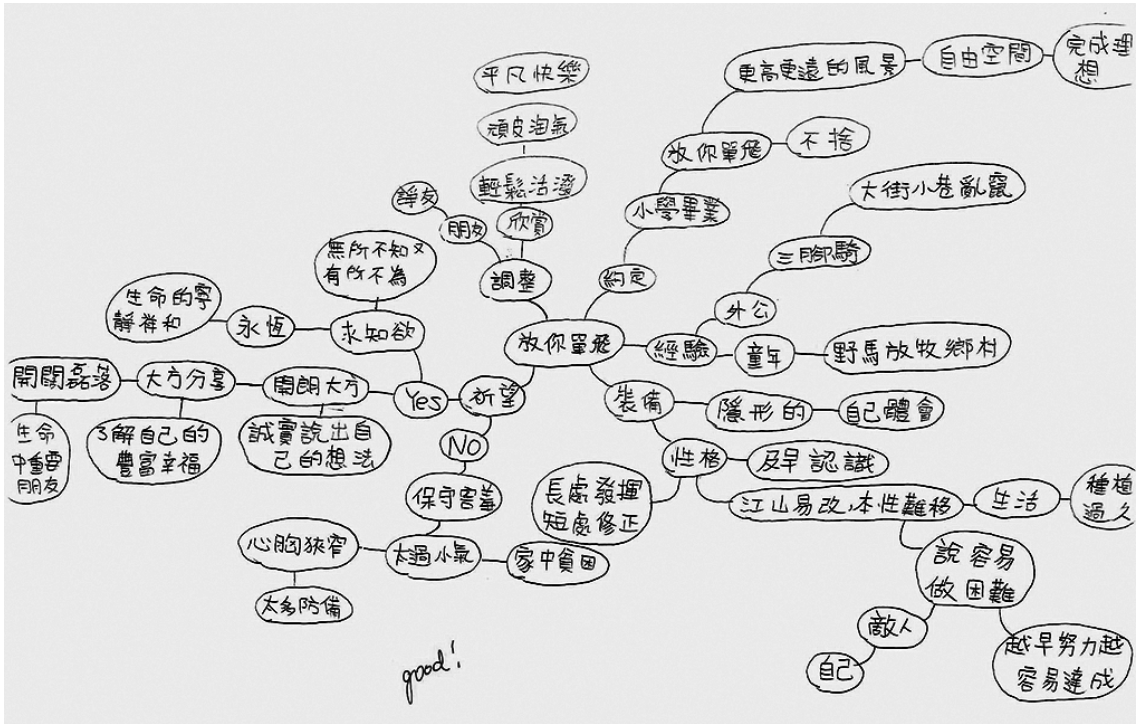 平凡快樂
頑皮淘氣
輕鬆活潑
欣賞
諍友
朋友
調整
更高更遠的風景
自由空間
完成理
想
放你單飛
不捨
小學畢業
約定
大街小巷亂竄
三腳騎
外公
經驗
童年
野馬放牧鄉村
放你單飛
無所不知又
有所不為
求知欲
永恆
生命的寧
靜祥和
祈望
Yes
開朗大方
大方分享
開闊磊落
誠實說出自
己的想法
了解自己的
豐富幸福
生命
中重要
朋友
NO
保守害羞
太過小氣
家中貧困
心胸狹窄
太多防備
裝備
隱形的
自己體會
性格
及早認識
長處發揮
短處修正
江山易改,本性難移
生活
種植
過久
說容易
做困難
敵人
自己
越早努力越
容易達成
good!